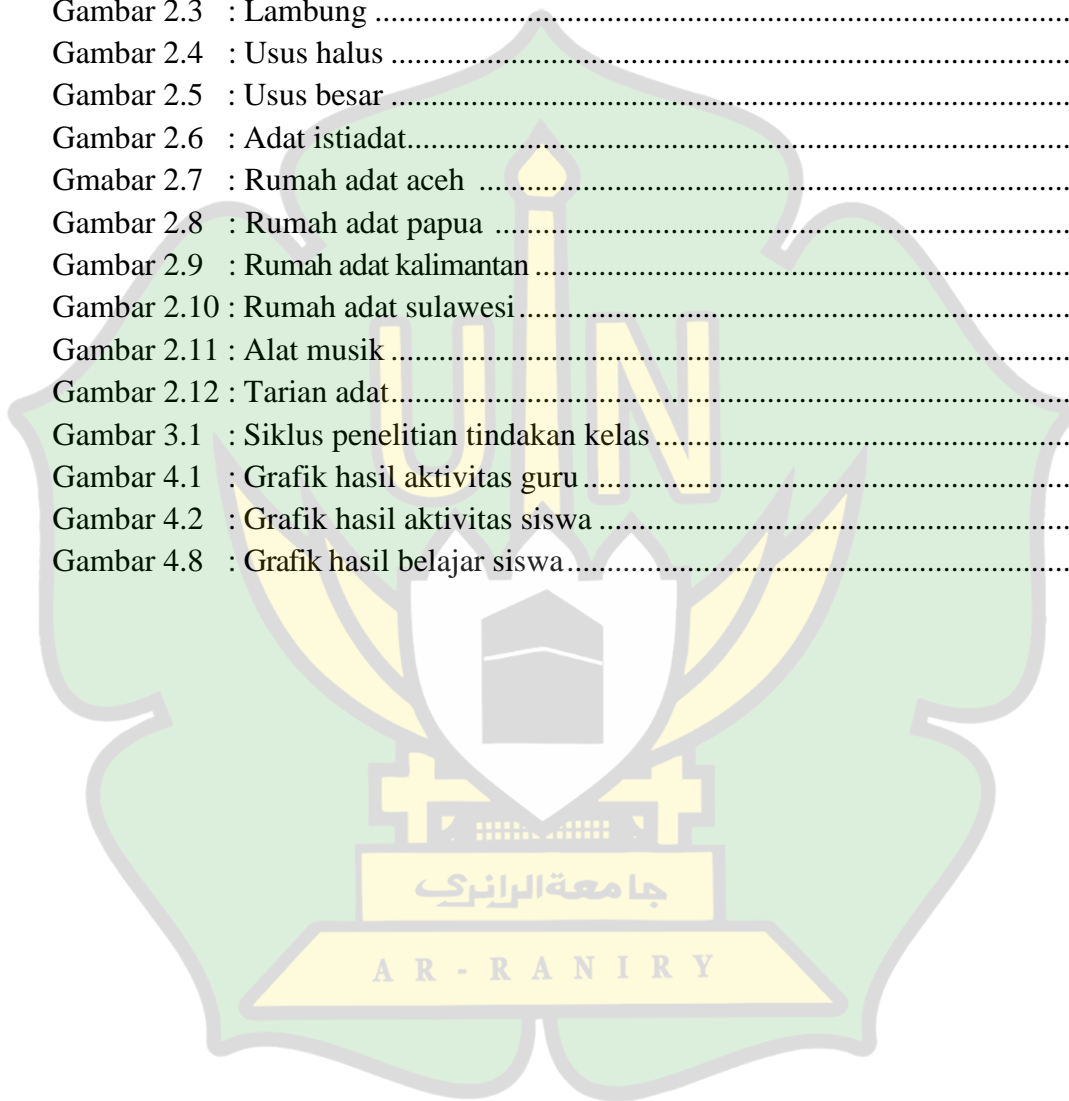 Gambar 2.3 : Lambung ...................................................................................
Gambar 2.4 : Usus halus .................................................................................
Gambar 2.5 : Usus besar .................................................................................
Gambar 2.6 : Adat istiadat...............................................................................
Gmabar 2.7 : Rumah adat aceh ......................................................................
Gambar 2.8 : Rumah adat papua ....................................................................
Gambar 2.9 : Rumah adat kalimantan ..............................................................
Gambar 2.10 : Rumah adat sulawesi................................................................
Gambar 2.11 : Alat musik ................................................................................
Gambar 2.12 : Tarian adat................................................................................
Gambar 3.1 : Siklus penelitian tindakan kelas..................................................
Gambar 4.1 : Grafik hasil aktivitas guru ..........................................................
Gambar 4.2 : Grafik hasil aktivitas siswa ........................................................
Gambar 4.8 : Grafik hasil belajar siswa............................................................
UIN
جامعة الرانري
AR-RANIRY